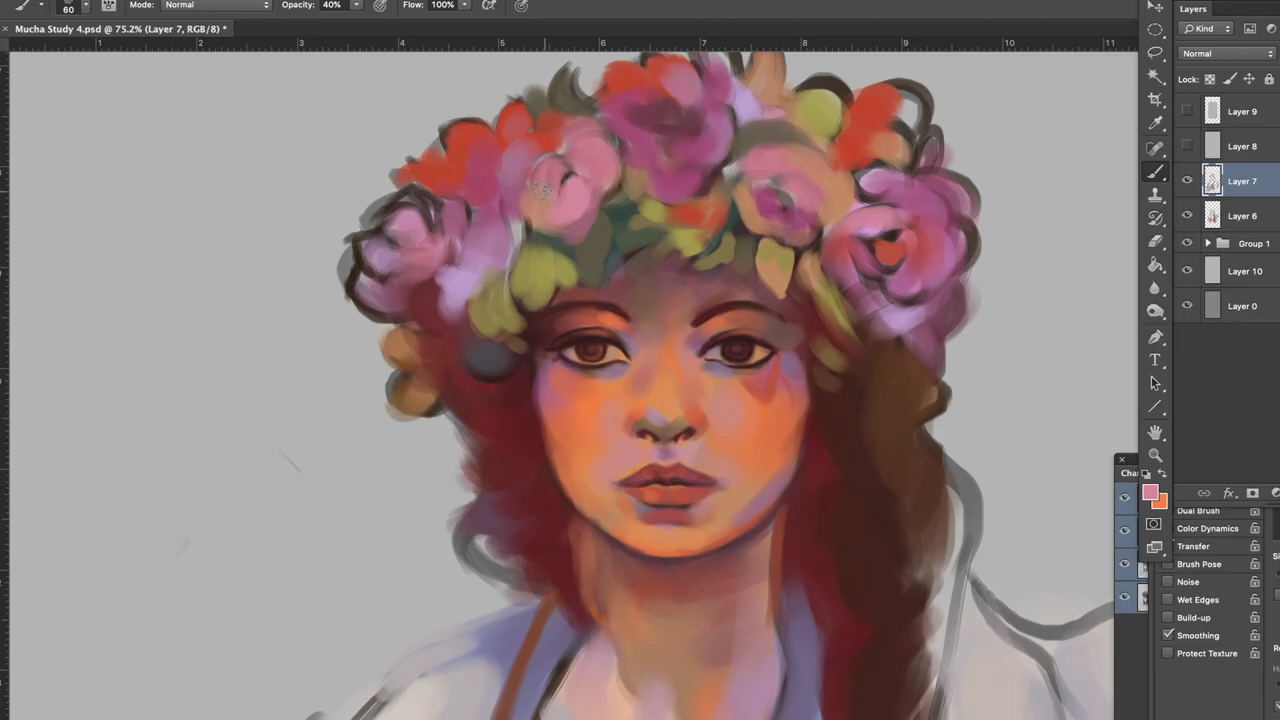 60 Mode: Normal Opacity: 40% Flow: 100%
× Mucha Study 4.psd @ 75.2% (Layer 7, RGB/8) *
1 2 3 4 5 6 7 8 9 10 11
Layers
Kind
Normal
Lock:
Layer 9
Layer 8
Layer 7
Layer 6
Group 1
Layer 10
Layer 0
Cha
fx
Dual Brush
Color Dynamics
Transfer
Brush Pose
Noise
Wet Edges
Build-up
Smoothing
Protect Texture